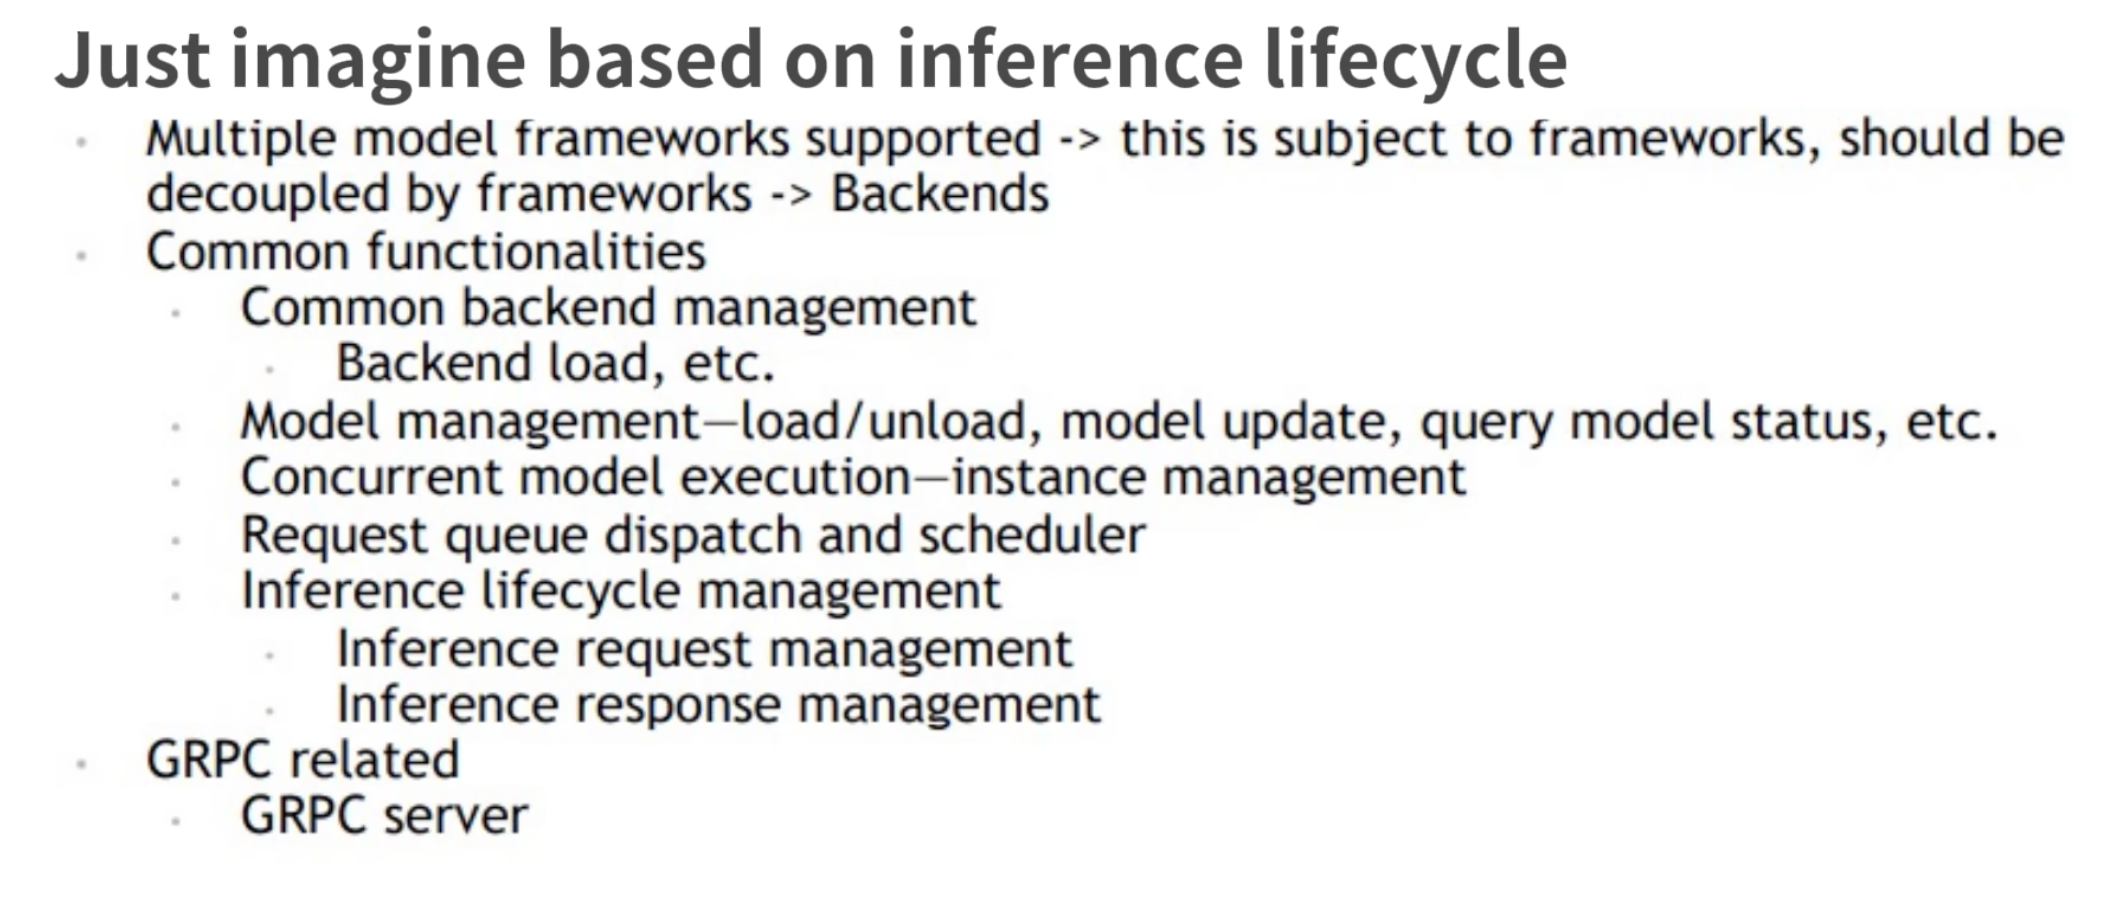 Just imagine based on inference lifecycle
Multiple model frameworks supported -> this is subject to frameworks, should be
decoupled by frameworks -> Backends
Common functionalities
Common backend management
Backend load, etc.
Model management—load/unload, model update, query model status, etc.
Concurrent model execution—instance management
Request queue dispatch and scheduler
Inference lifecycle management
Inference request management
Inference response management
GRPC related
GRPC server